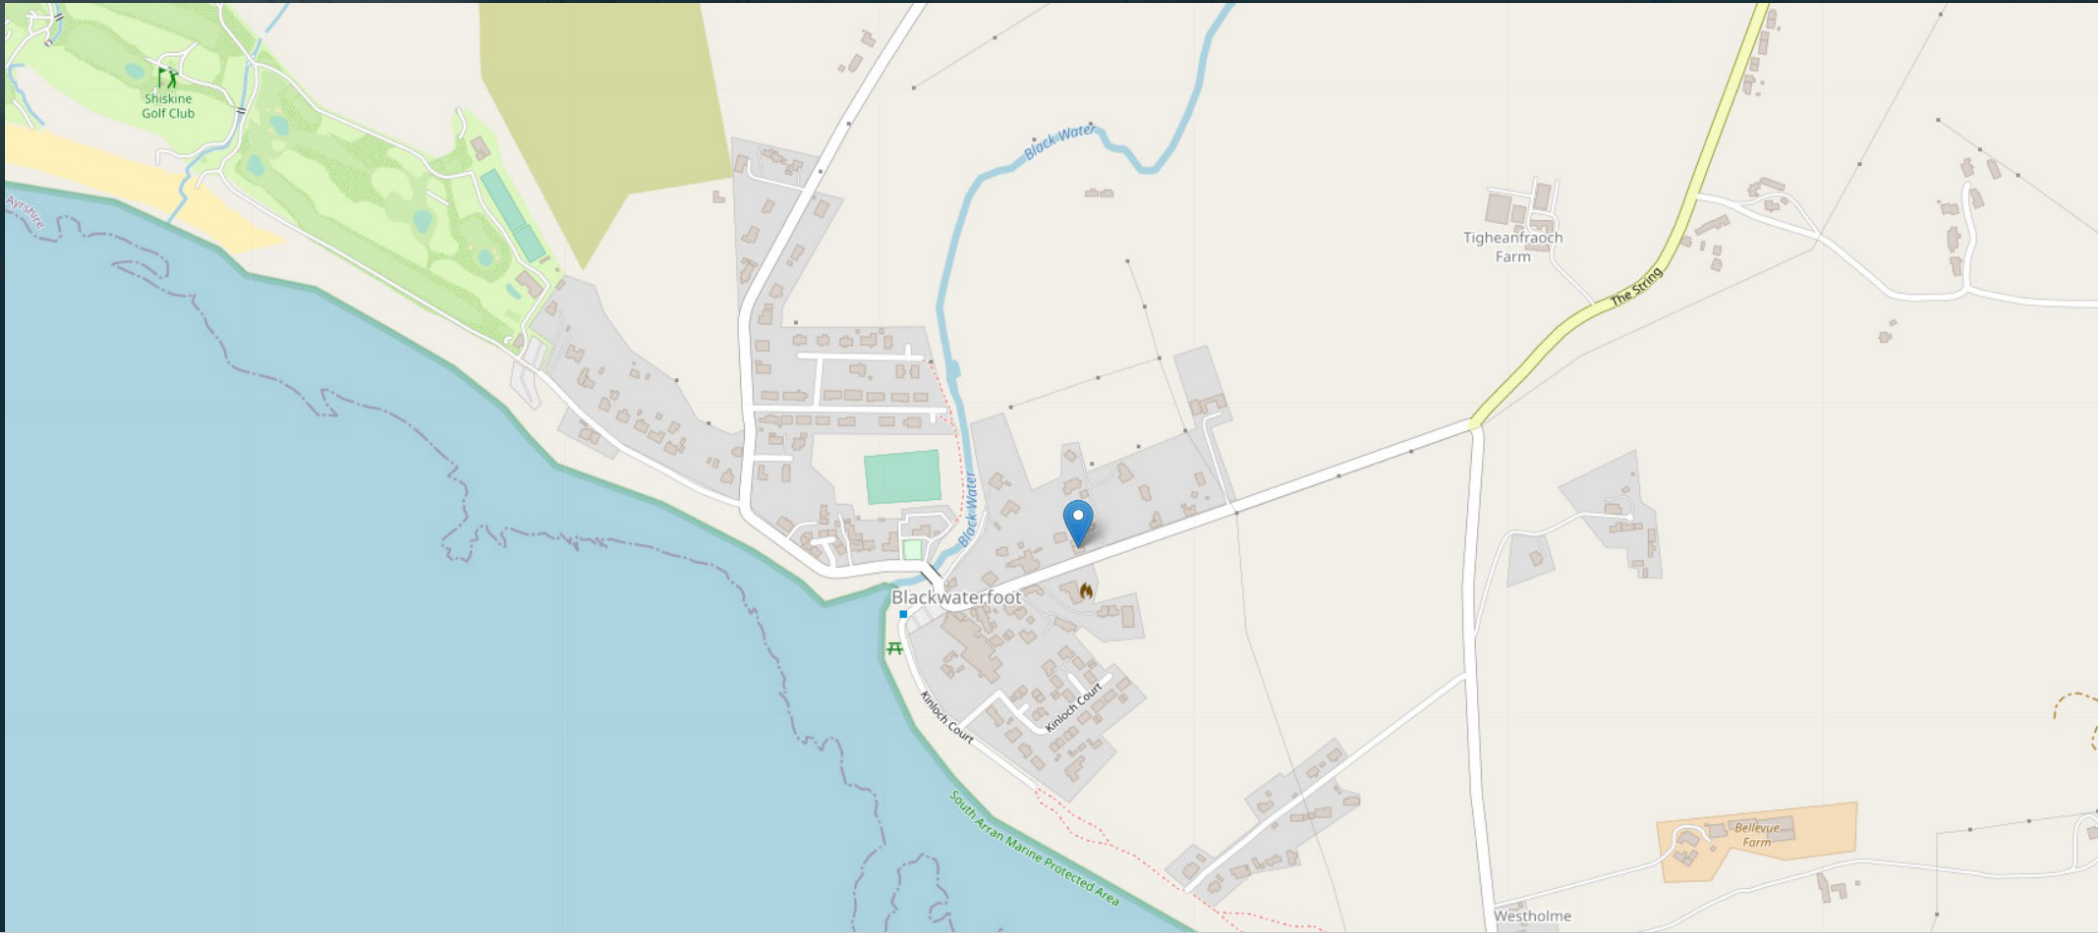 Shiskine
Golf Club
Ayrshire
Black Water
Tigheanfraoch
Farm
The String
Black Water
Blackwaterfoot
Kinloch Court
Kinloch Court
South Arran Marine Protected Area
Bellevue
Farm
Westholme